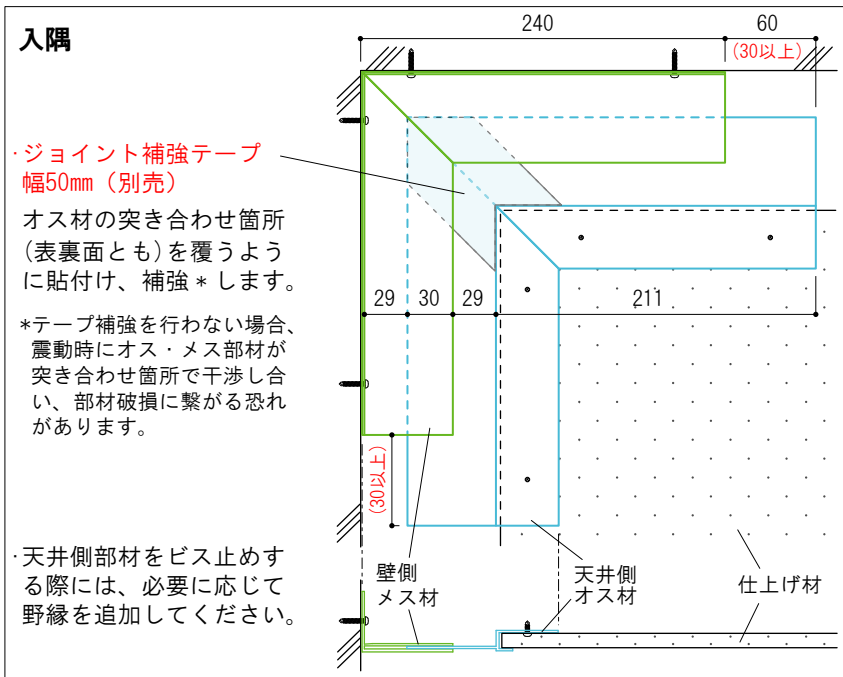 入隅
240
60
(30以上)
・ジョイント補強テープ
幅50mm（別売）
オス材の突き合わせ箇所
(表裏面とも)を覆うよう
に貼付け、補強＊します。
*テープ補強を行わない場合、
震動時にオス・メス部材が
突き合わせ箇所で干渉し合
い、部材破損に繋がる恐れ
があります。
29 30 29 211
(30以上)
・天井側部材をビス止めす
る際には、必要に応じて
野縁を追加してください。
壁側
メス材
天井側
オス材
仕上げ材